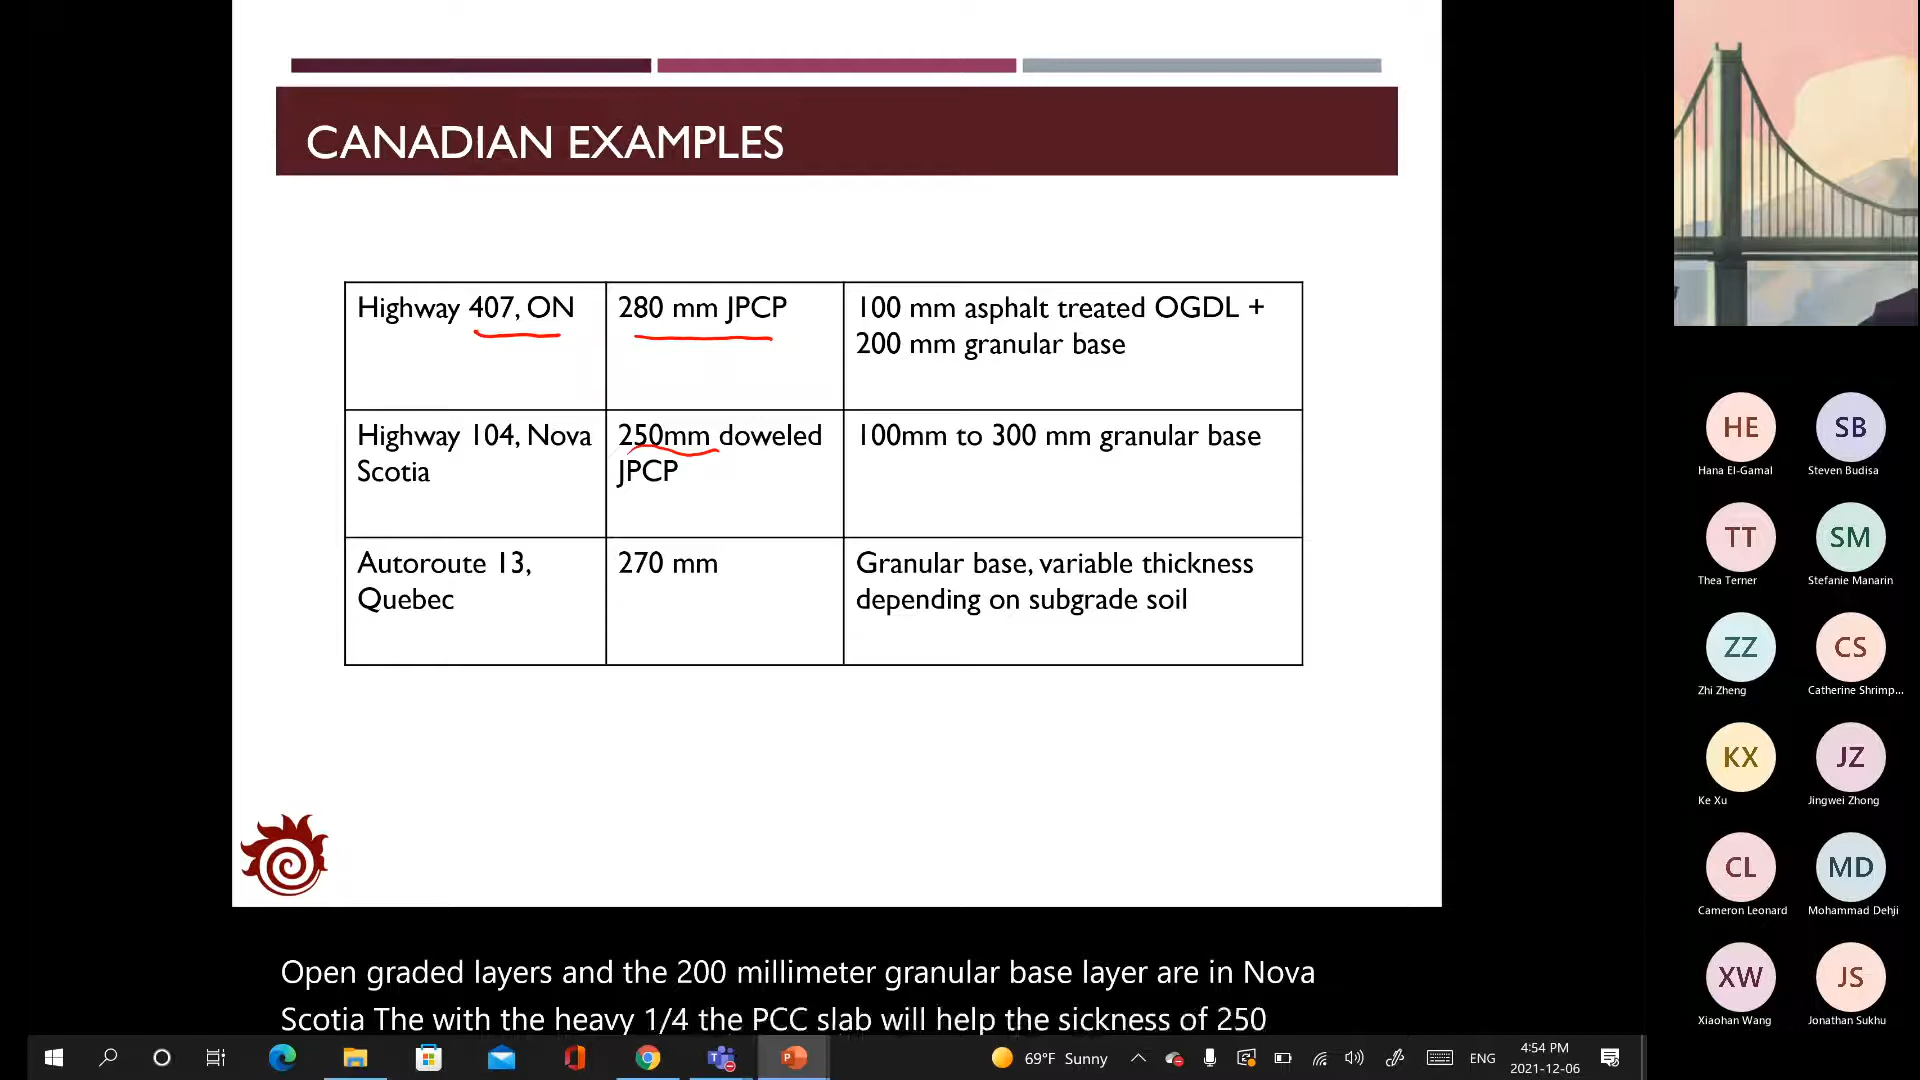 CANADIAN EXAMPLES
Highway 407, ON
280 mm JPCP
100 mm asphalt treated OGDL +
200 mm granular base
Highway 104, Nova
Scotia
250mm doweled
JPCP
100mm to 300 mm granular base
Autoroute 13,
Quebec
270 mm
Granular base, variable thickness
depending on subgrade soil
Open graded layers and the 200 millimeter granular base layer are in Nova
Scotia The with the heavy 1/4 the PCC slab will help the sickness of 250
HE
Hana El-Gamal
SB
Steven Budisa
TT
Thea Terner
SM
Stefanie Manarin
ZZ
Zhi Zheng
CS
Catherine Shrimp...
KX
Ke Xu
JZ
Jingwei Zhong
CL
Cameron Leonard
MD
Mohammad Dehji
XW
Xiaohan Wang
JS
Jonathan Sukhu
69°F Sunny
ENG
4:54 PM
2021-12-06